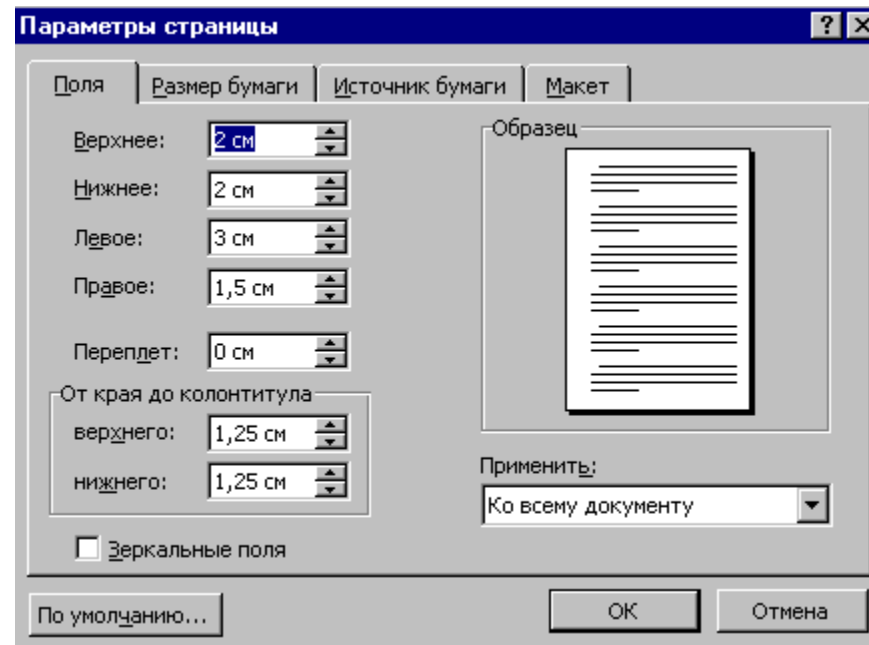 Параметры страницы
Поля Размер бумаги Источник бумаги Макет
Верхнее: 2 см
Нижнее: 2 см
Левое: 3 см
Правое: 1,5 см
Переплет: 0 см
От края до колонтитула
верхнего: 1,25 см
нижнего: 1,25 см
Зеркальные поля
Образец
Применить:
Ко всему документу
По умолчанию... ОК Отмена